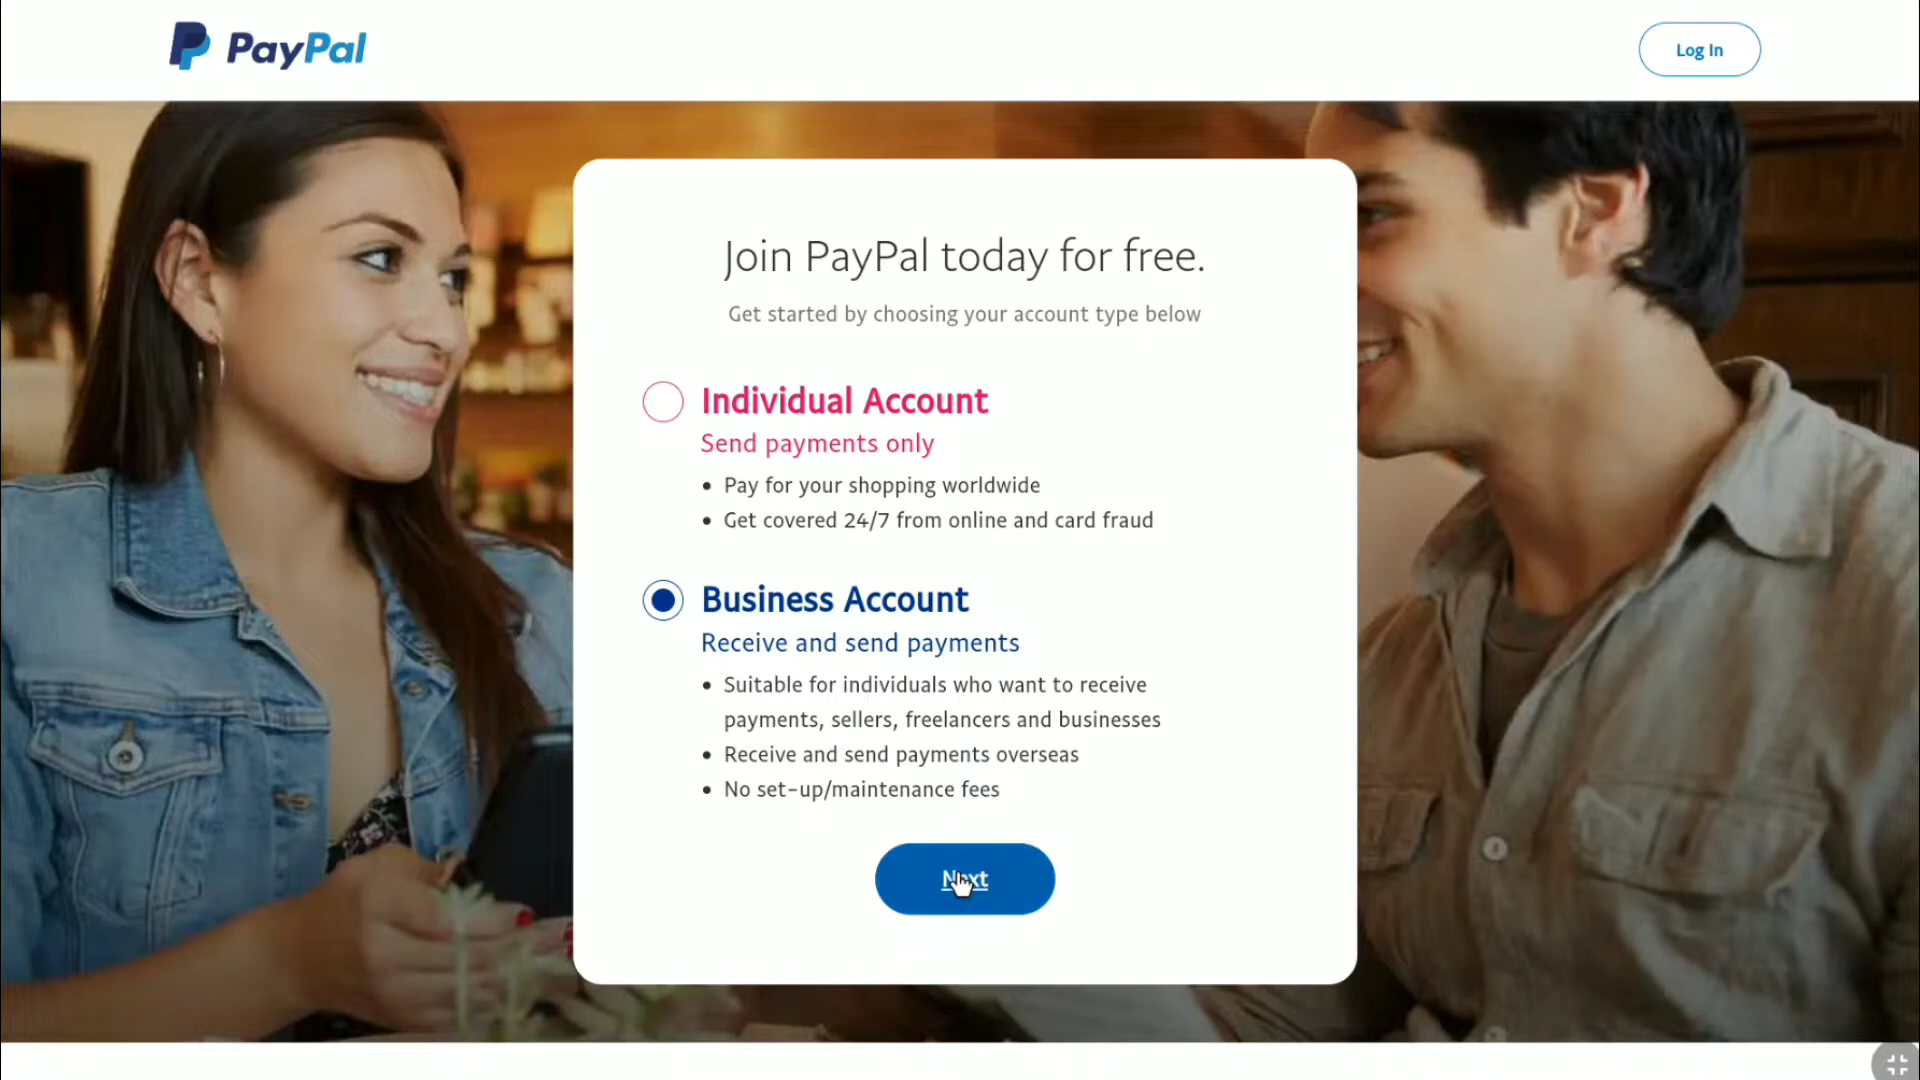 PayPal
Log In
Join PayPal today for free.
Get started by choosing your account type below
Individual Account
Send payments only
• Pay for your shopping worldwide
• Get covered 24/7 from online and card fraud
Business Account
Receive and send payments
• Suitable for individuals who want to receive
payments, sellers, freelancers and businesses
• Receive and send payments overseas
• No set-up/maintenance fees
Next